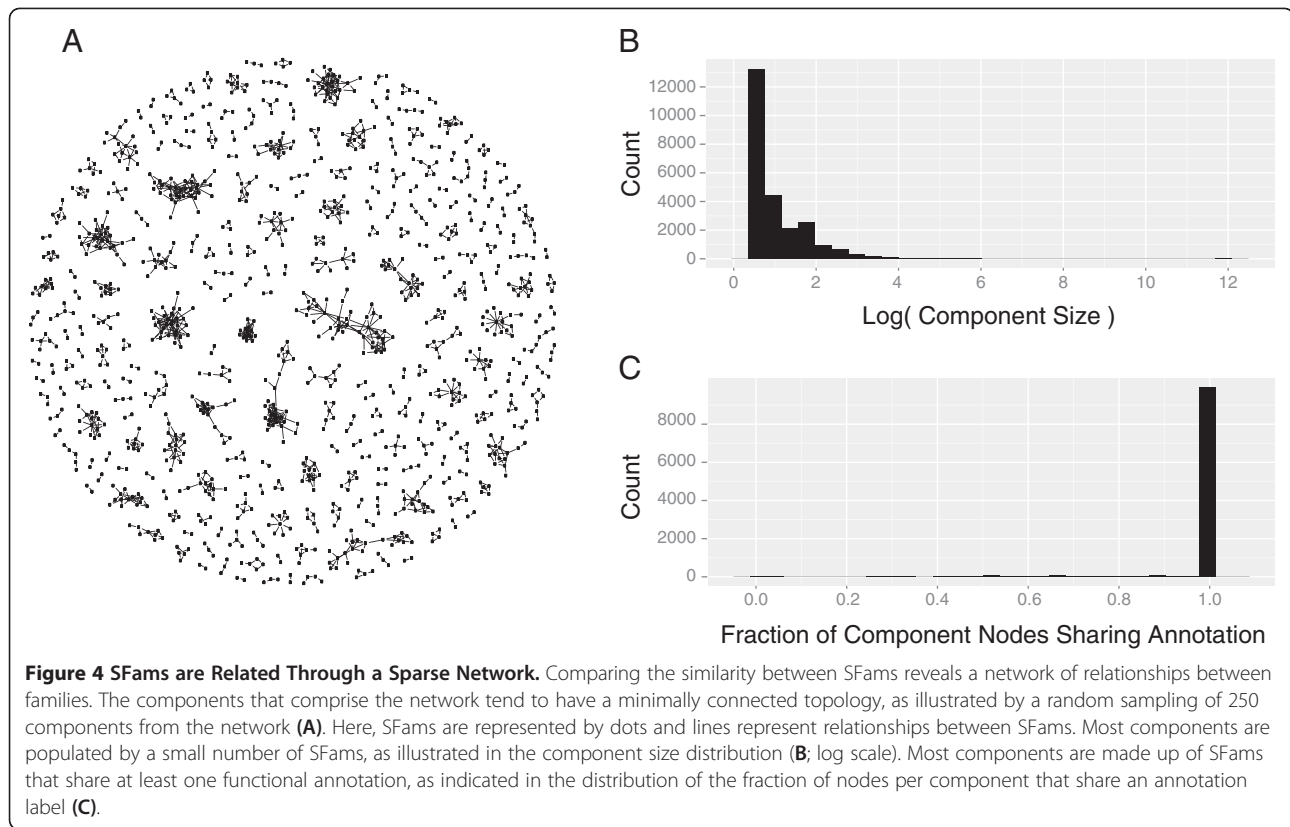 A
B
12000
10000
8000
6000
4000
2000
0
Count
0 2 4 6 8 10 12
Log( Component Size )
C
8000
6000
4000
2000
0
Count
0.0 0.2 0.4 0.6 0.8 1.0
Fraction of Component Nodes Sharing Annotation
Figure 4 SFams are Related Through a Sparse Network. Comparing the similarity between SFams reveals a network of relationships between
families. The components that comprise the network tend to have a minimally connected topology, as illustrated by a random sampling of 250
components from the network (A). Here, SFams are represented by dots and lines represent relationships between SFams. Most components are
populated by a small number of SFams, as illustrated in the component size distribution (B; log scale). Most components are made up of SFams
that share at least one functional annotation, as indicated in the distribution of the fraction of nodes per component that share an annotation
label (C).